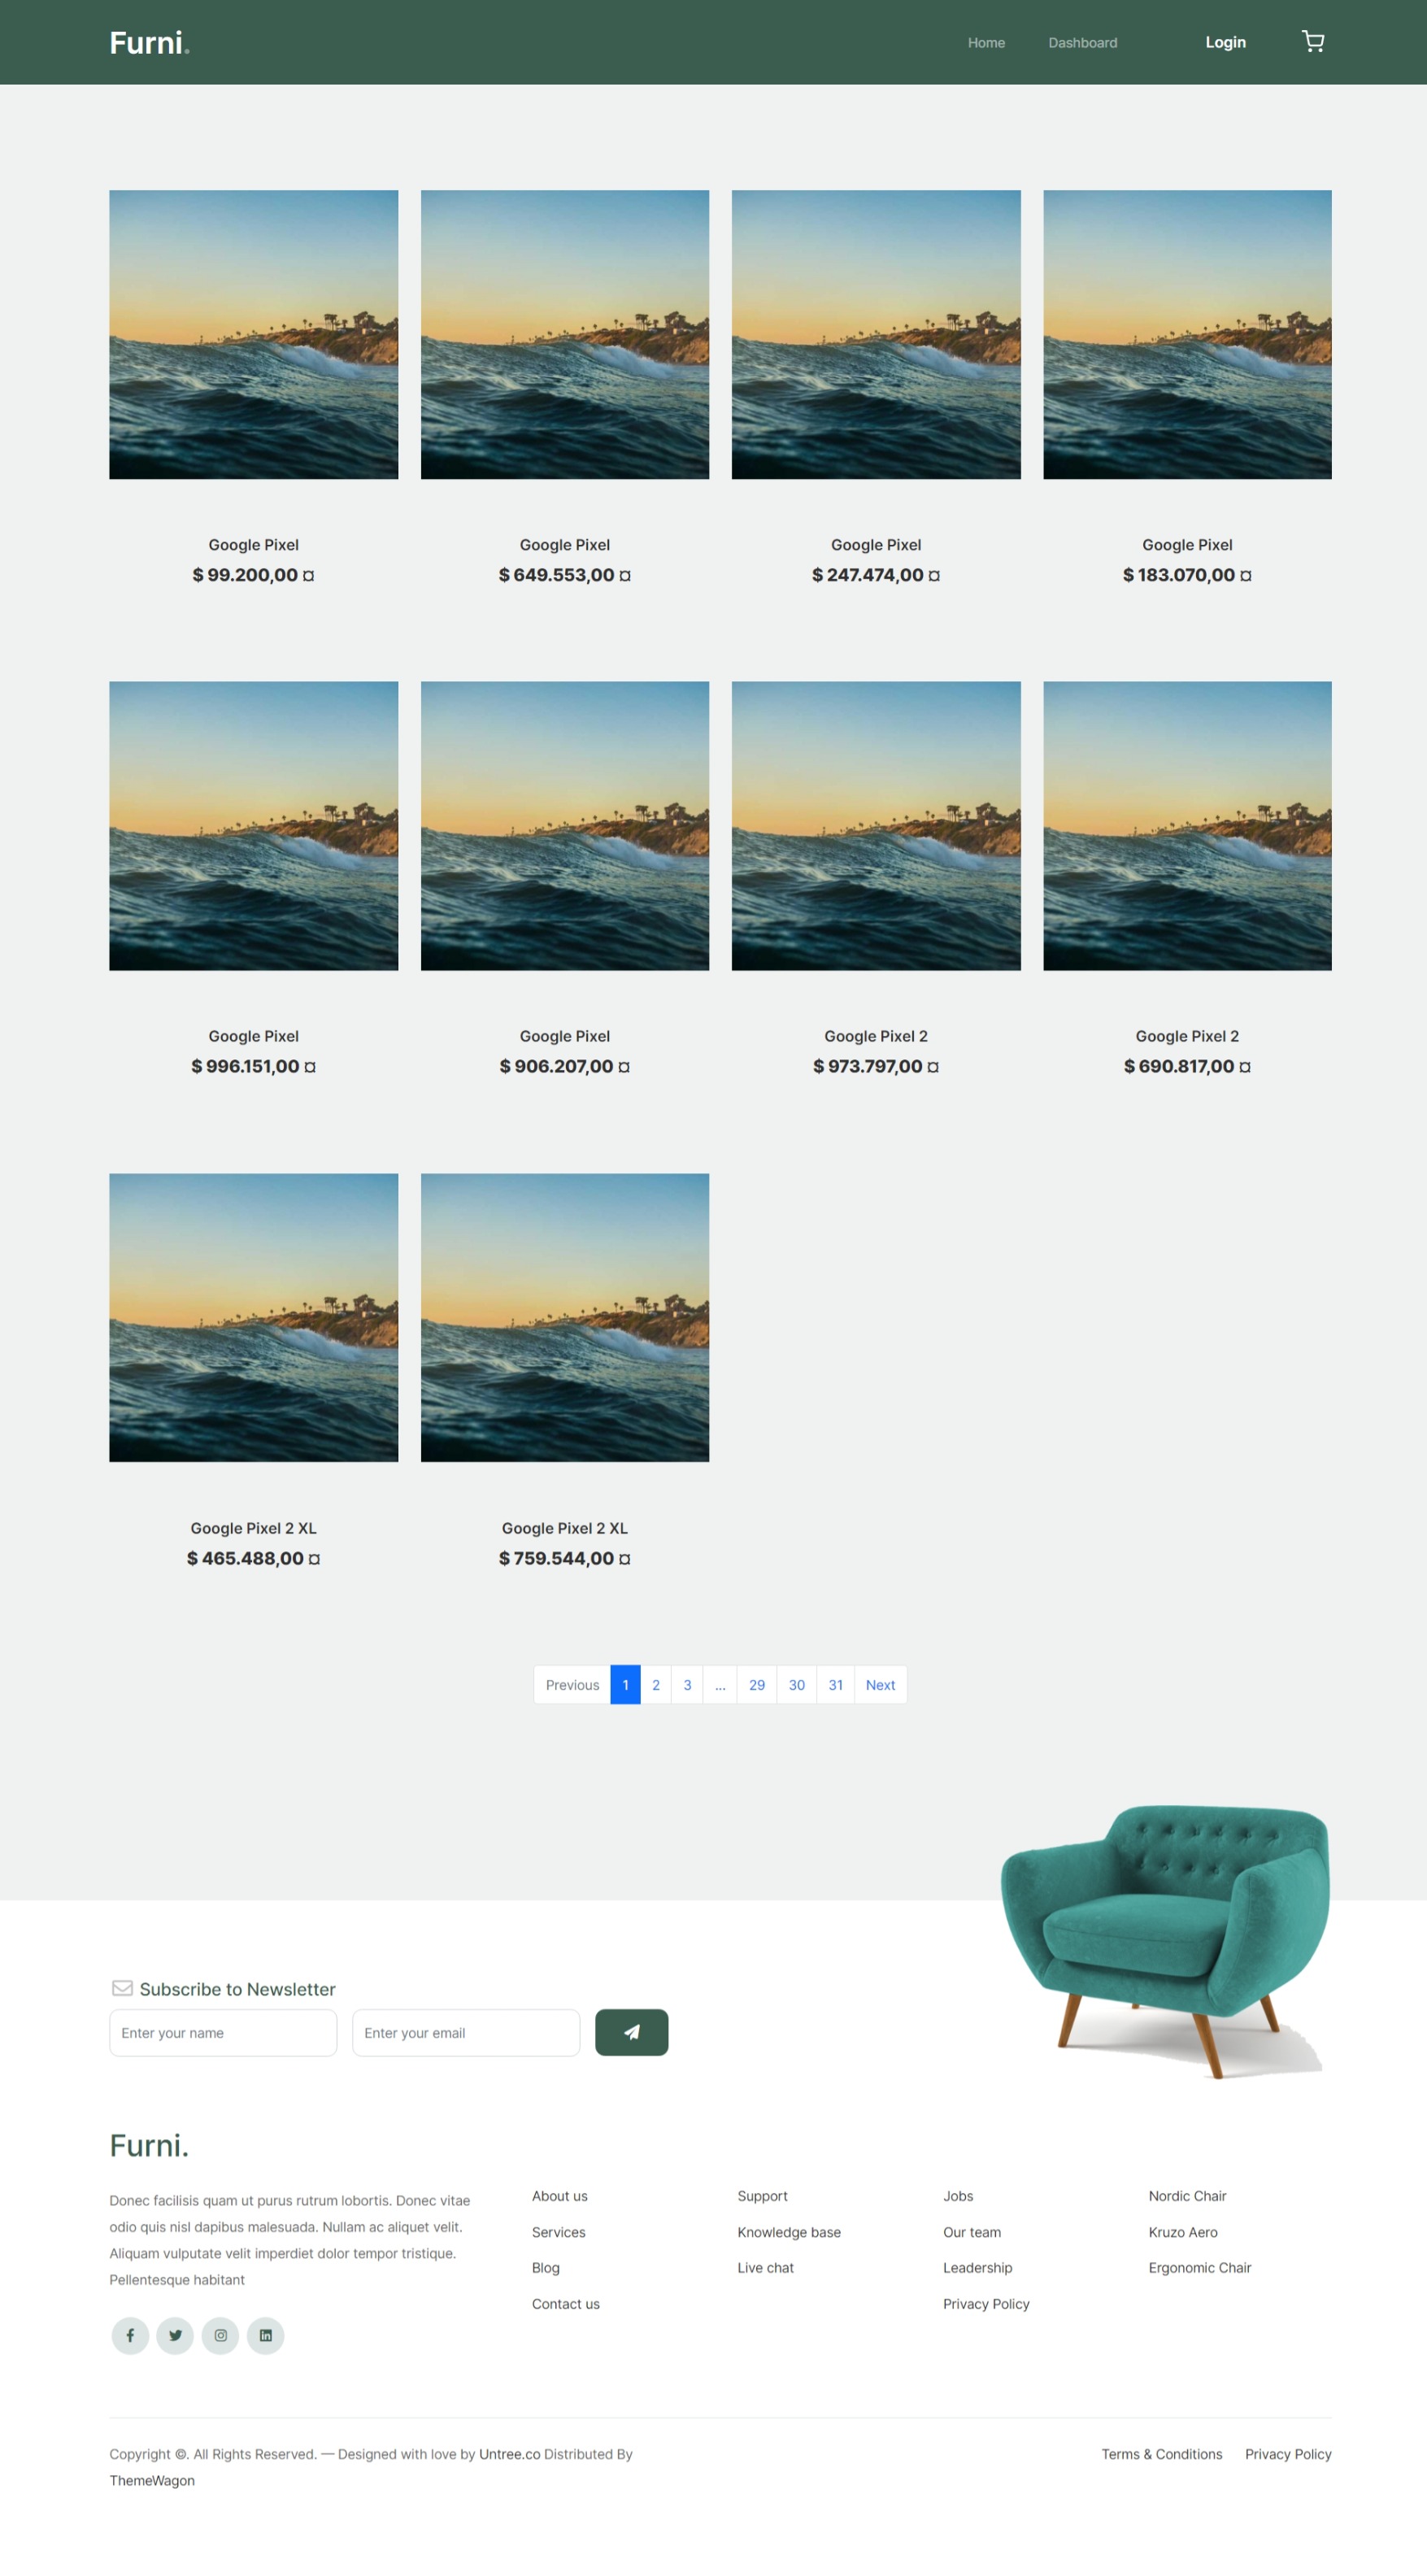 Furni.
Home Dashboard Login
Google Pixel Google Pixel Google Pixel Google Pixel
$ 99.200,00 ¤ $ 649.553,00 ¤ $ 247.474,00 ¤ $ 183.070,00 ¤
Google Pixel Google Pixel Google Pixel 2 Google Pixel 2
$ 996.151,00 ¤ $ 906.207,00 ¤ $ 973.797,00 ¤ $ 690.817,00 ¤
Google Pixel 2 XL Google Pixel 2 XL
$ 465.488,00 ¤ $ 759.544,00 ¤
Previous 1 2 3 ... 29 30 31 Next
Subscribe to Newsletter
Enter your name Enter your email
Furni.
Donec facilisis quam ut purus rutrum lobortis. Donec vitae
odio quis nisl dapibus malesuada. Nullam ac aliquet velit.
Aliquam vulputate velit imperdiet dolor tempor tristique.
Pellentesque habitant
About us
Services
Blog
Contact us
Support
Knowledge base
Live chat
Jobs
Our team
Leadership
Privacy Policy
Nordic Chair
Kruzo Aero
Ergonomic Chair
Copyright ©. All Rights Reserved. — Designed with love by Untree.co Distributed By
ThemeWagon
Terms & Conditions Privacy Policy